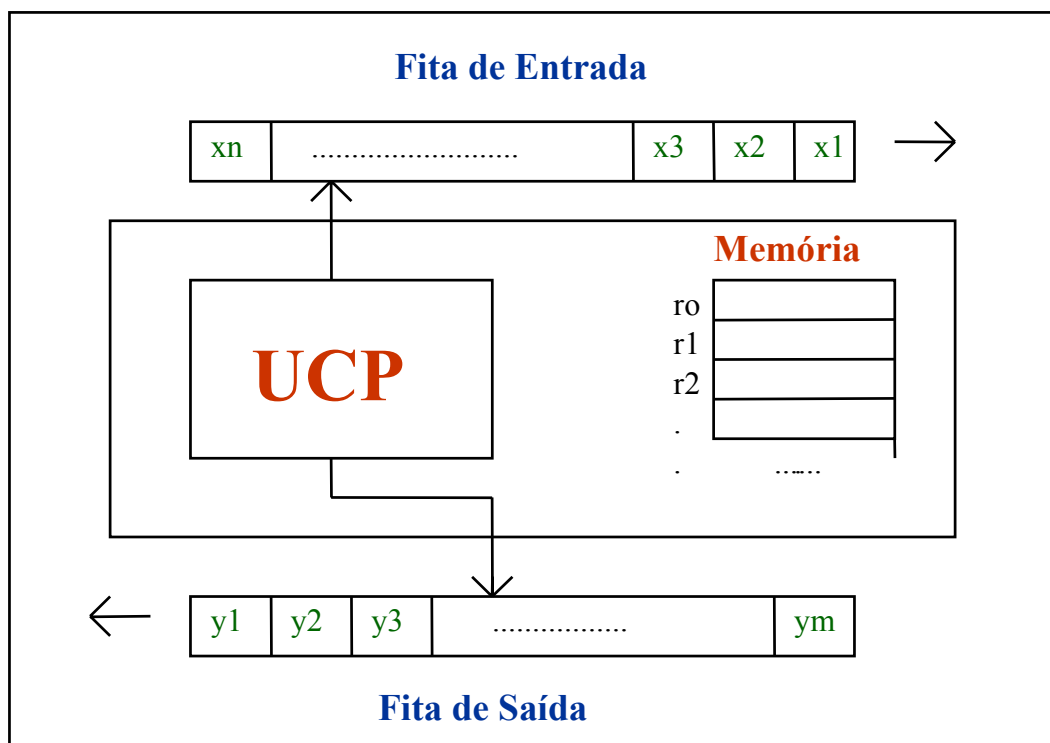 Fita de Entrada
xn ......................... x3 x2 x1
Memória
UCP
ro
r1
r2
.
. ......
y1 y2 y3 ................. ym
Fita de Saída